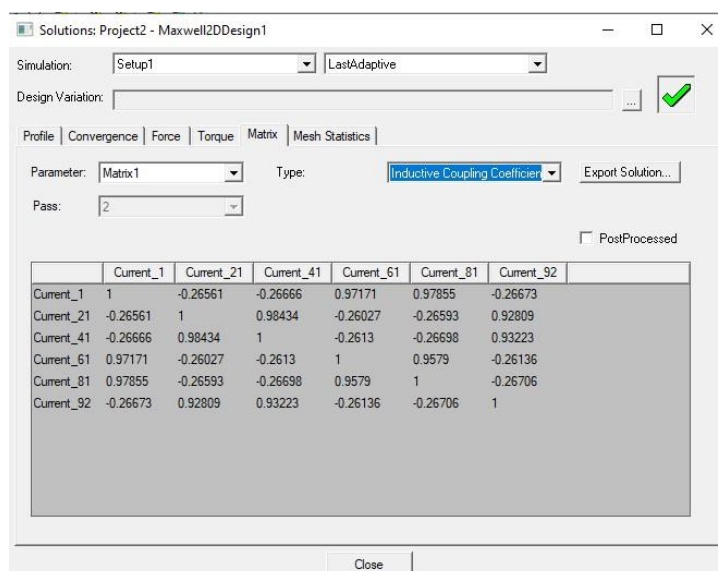 Solutions: Project2 - Maxwell2DDesign1
Simulation: Setup1 LastAdaptive
Design Variation: ...
Profile Convergence Force Torque Matrix Mesh Statistics
Parameter: Matrix1 Type: Inductive Coupling Coefficien Export Solution...
Pass: 2
PostProcessed
Current_1 Current_21 Current_41 Current_61 Current_81 Current_92
Current_1 1 -0.26561 -0.26666 0.97171 0.97855 -0.26673
Current_21 -0.26561 1 0.98434 -0.26027 -0.26593 0.92809
Current_41 -0.26666 0.98434 1 -0.2613 -0.26698 0.93223
Current_61 0.97171 -0.26027 -0.2613 1 0.9579 -0.26136
Current_81 0.97855 -0.26593 -0.26698 0.9579 1 -0.26706
Current_92 -0.26673 0.92809 0.93223 -0.26136 -0.26706 1
Close